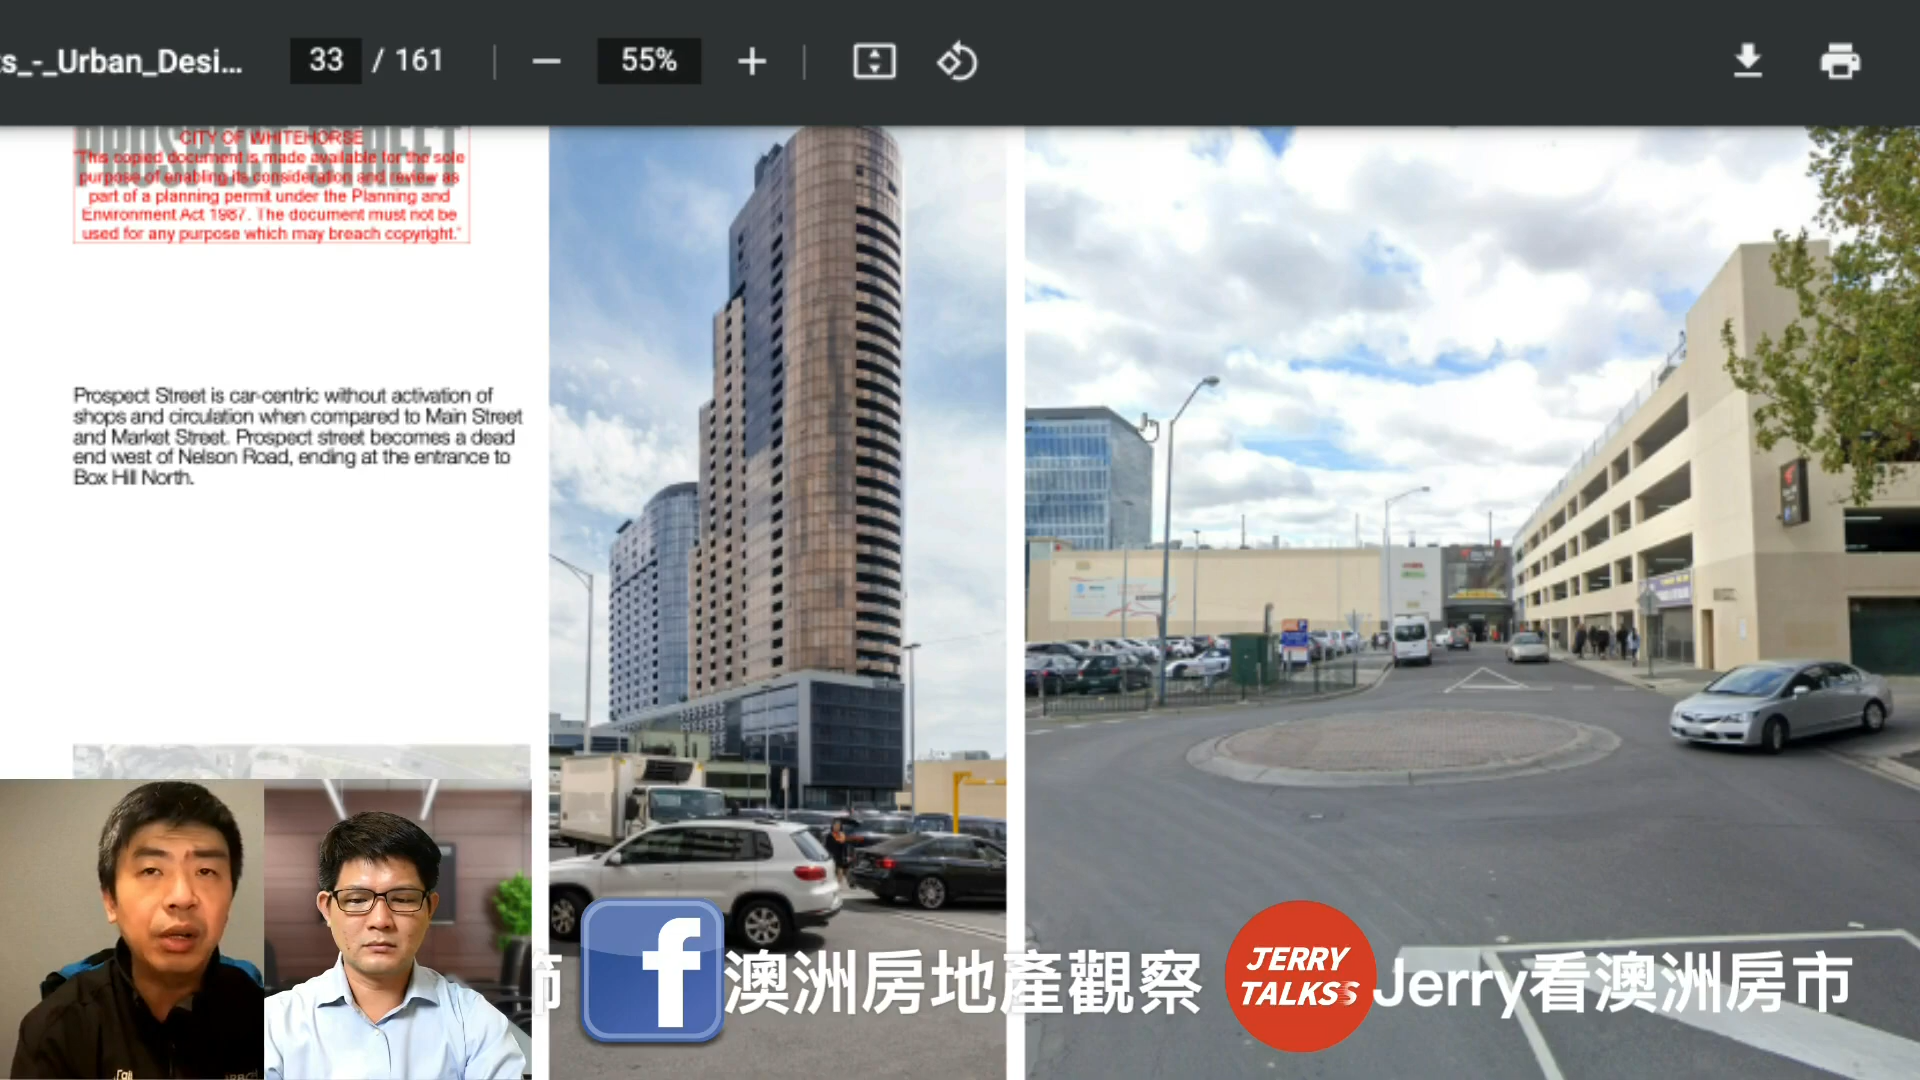 s_-_Urban_Desi...
33 / 161
55%
PROSPECT STREET
CITY OF WHITEHORSE
"This copied document is made available for the sole
purpose of enabling its consideration and review as
part of a planning permit under the Planning and
Environment Act 1987. The document must not be
used for any purpose which may breach copyright."
Prospect Street is car-centric without activation of
shops and circulation when compared to Main Street
and Market Street. Prospect street becomes a dead
end west of Nelson Road, ending at the entrance to
Box Hill North.
f
澳洲房地產觀察
JERRY
TALKSS
Jerry看澳洲房市